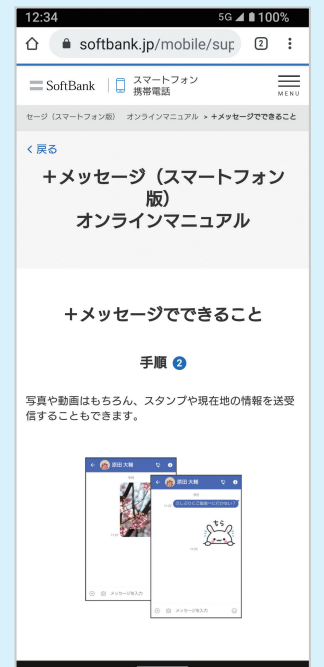 12:34 5G 100%
softbank.jp/mobile/sup 2
SoftBank スマートフォン
携帯電話 MENU
セージ（スマートフォン版） オンラインマニュアル > +メッセージでできること
< 戻る
＋メッセージ（スマートフォン
版）
オンラインマニュアル
＋メッセージでできること
手順 2
写真や動画はもちろん、スタンプや現在地の情報を送受
信することもできます。
原田 大輔
原田 大輔
メッセージを入力
メッセージを入力